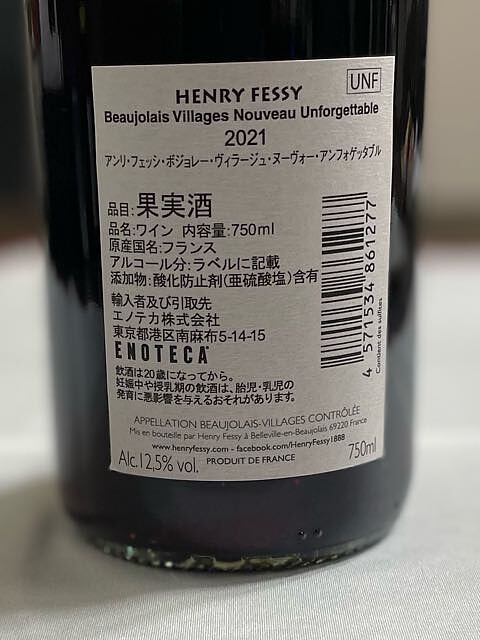 UNF
HENRY FESSY
Beaujolais Villages Nouveau Unforgettable
2021
アンリ・フェッシ・ボジョレー・ヴィラージュ・ヌーヴォー・アンフォゲッタブル
品目:果実酒
品名:ワイン 内容量:750ml
原産国名:フランス
アルコール分:ラベルに記載
添加物:酸化防止剤(亜硫酸塩)含有
輸入者及び引取先
エノテカ株式会社
東京都港区南麻布5-14-15
ENOTECA
飲酒は20歳になってから。
妊娠中や授乳期の飲酒は、胎児・乳児の
発育に悪影響を与えるおそれがあります。
4 571534 861277
Contient des sulfites
APPELLATION BEAUJOLAIS-VILLAGES CONTRÔLÉE
Mis en bouteille par Henry Fessy à Belleville-en-Beaujolais 69220 France
www.henryfessy.com - facebook.com/HenryFessy1888
Alc.12,5% vol. PRODUIT DE FRANCE 750ml